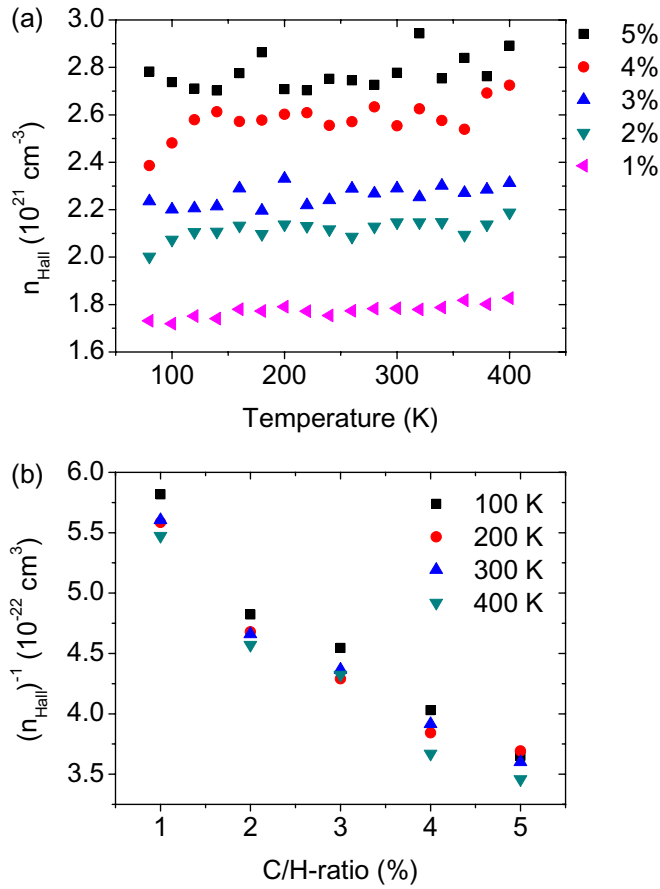 (a)
5%
4%
3%
2%
1%
3.0
2.8
2.6
2.4
2.2
2.0
1.8
1.6
n_Hall (10^21 cm^-3)
100 200 300 400
Temperature (K)
(b)
6.0
5.5
5.0
4.5
4.0
3.5
(n_Hall)^-1 (10^-22 cm^3)
100 K
200 K
300 K
400 K
1 2 3 4 5
C/H-ratio (%)